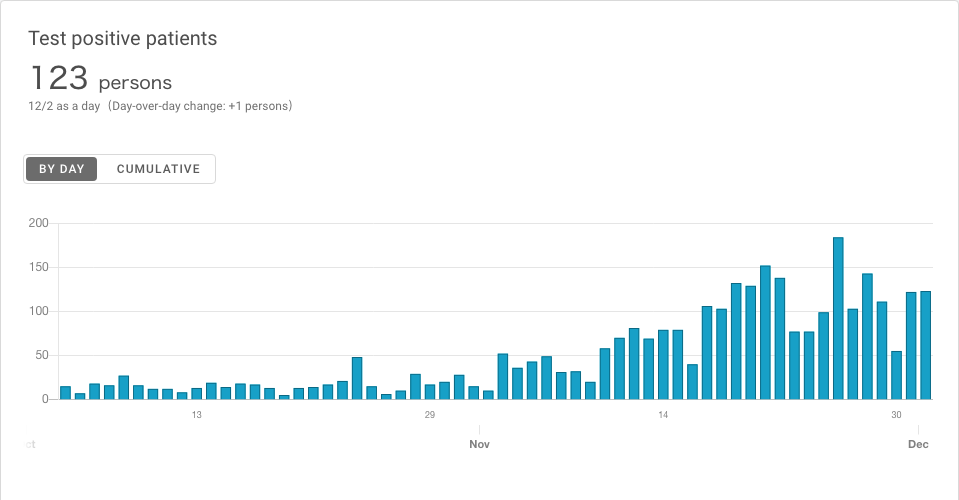 Test positive patients
123 persons
12/2 as a day（Day-over-day change: +1 persons）
BY DAY CUMULATIVE
200
150
100
50
0
13 29 14 30
ct Nov Dec